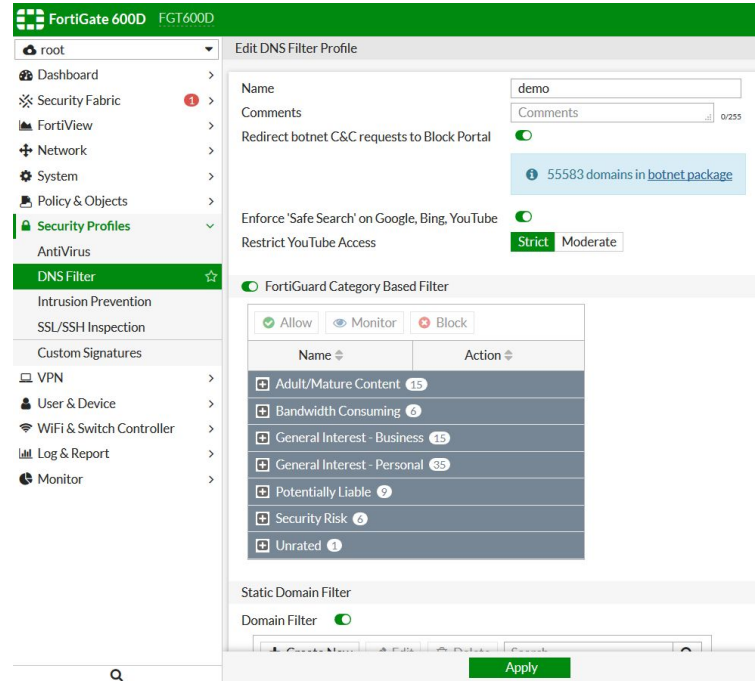 FortiGate 600D FGT600D
root
Dashboard
Security Fabric 1
FortiView
Network
System
Policy & Objects
Security Profiles
AntiVirus
DNS Filter
Intrusion Prevention
SSL/SSH Inspection
Custom Signatures
VPN
User & Device
WiFi & Switch Controller
Log & Report
Monitor
Edit DNS Filter Profile
Name demo
Comments Comments 0/255
Redirect botnet C&C requests to Block Portal
55583 domains in botnet package
Enforce 'Safe Search' on Google, Bing, YouTube
Restrict YouTube Access Strict Moderate
FortiGuard Category Based Filter
Allow Monitor Block
Name Action
Adult/Mature Content 15
Bandwidth Consuming 6
General Interest - Business 15
General Interest - Personal 35
Potentially Liable 9
Security Risk 6
Unrated 1
Static Domain Filter
Domain Filter
Create New Edit Delete Search
Apply